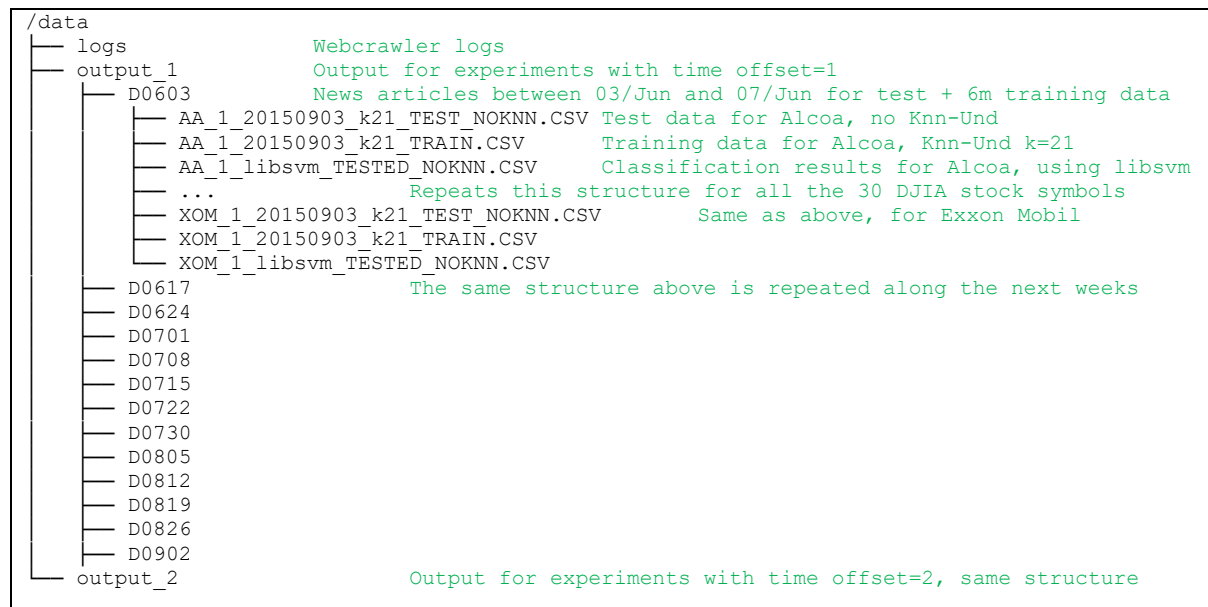 /data
├── logs Webcrawler logs
├── output_1 Output for experiments with time offset=1
│ ├── D0603 News articles between 03/Jun and 07/Jun for test + 6m training data
│ │ ├── AA_1_20150903_k21_TEST_NOKNN.CSV Test data for Alcoa, no Knn-Und
│ │ ├── AA_1_20150903_k21_TRAIN.CSV Training data for Alcoa, Knn-Und k=21
│ │ ├── AA_1_libsvm_TESTED_NOKNN.CSV Classification results for Alcoa, using libsvm
│ │ ├── ... Repeats this structure for all the 30 DJIA stock symbols
│ │ ├── XOM_1_20150903_k21_TEST_NOKNN.CSV Same as above, for Exxon Mobil
│ │ ├── XOM_1_20150903_k21_TRAIN.CSV
│ │ └── XOM_1_libsvm_TESTED_NOKNN.CSV
│ ├── D0617 The same structure above is repeated along the next weeks
│ ├── D0624
│ ├── D0701
│ ├── D0708
│ ├── D0715
│ ├── D0722
│ ├── D0730
│ ├── D0805
│ ├── D0812
│ ├── D0819
│ ├── D0826
│ ├── D0902
└── output_2 Output for experiments with time offset=2, same structure